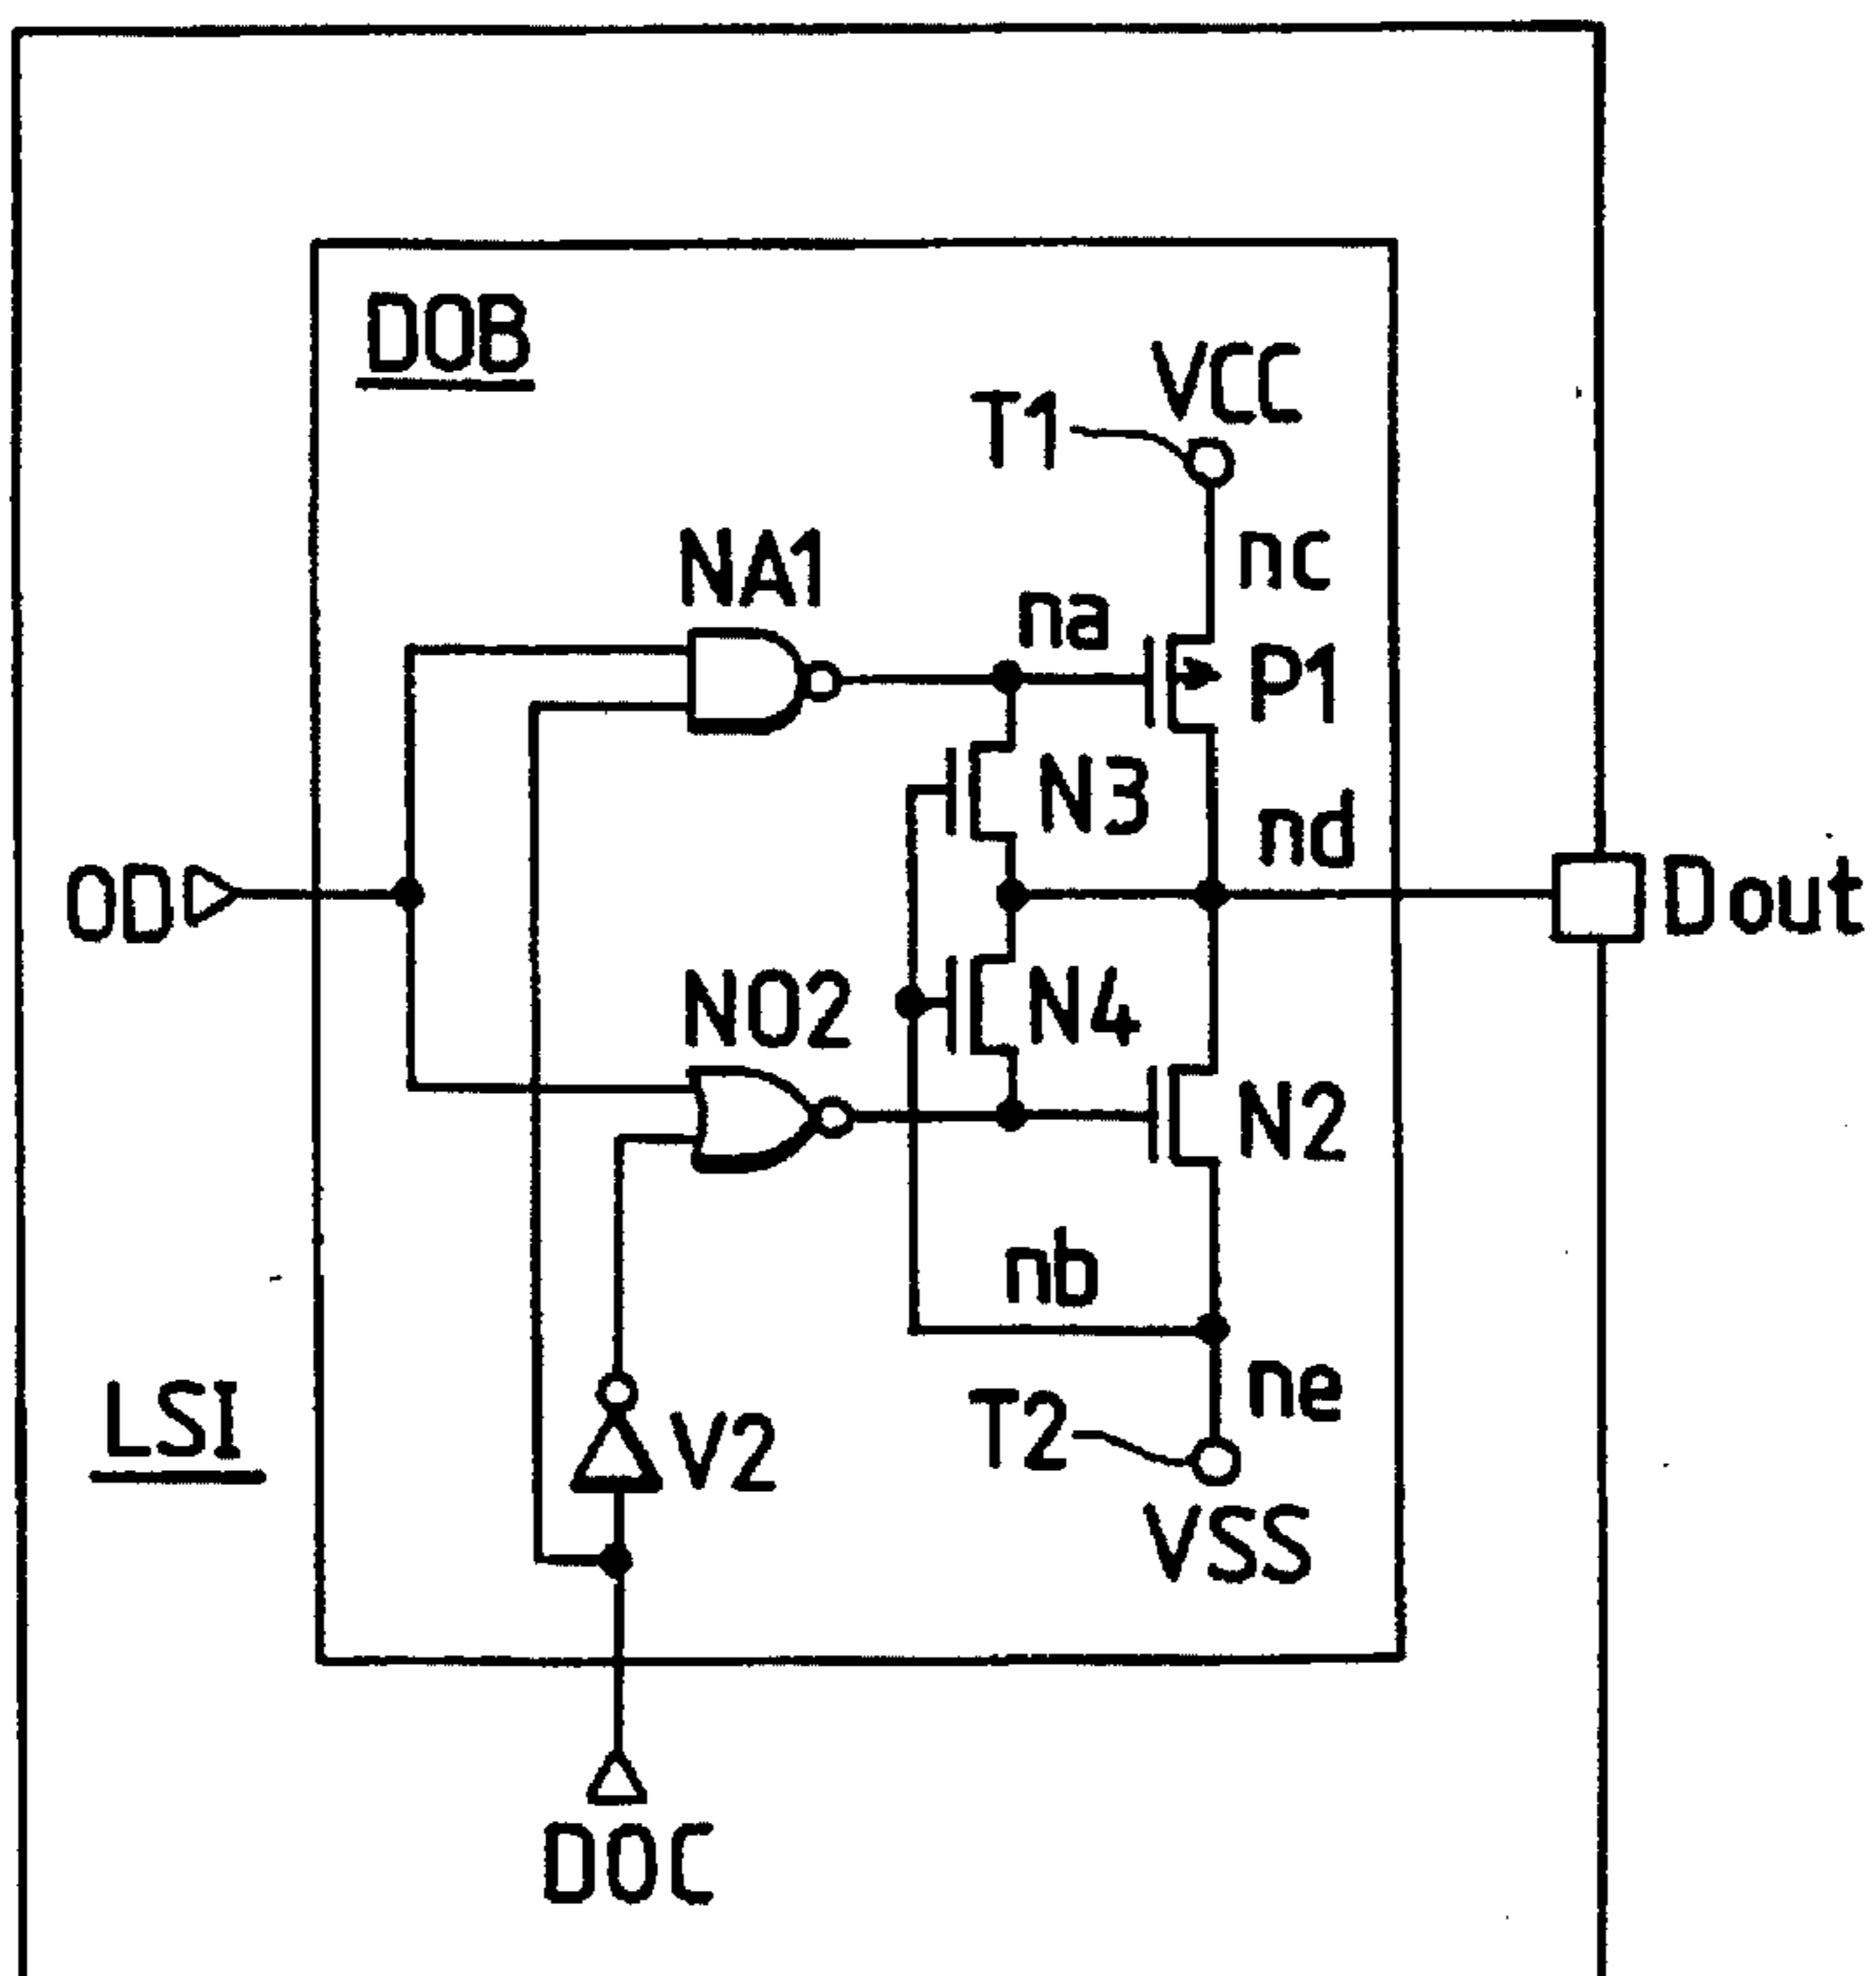 DOB
VCC
T1
nc
NA1
na
P1
N3
nd
OD
Dout
NO2
N4
N2
nb
ne
LSI
V2
T2
VSS
DOC